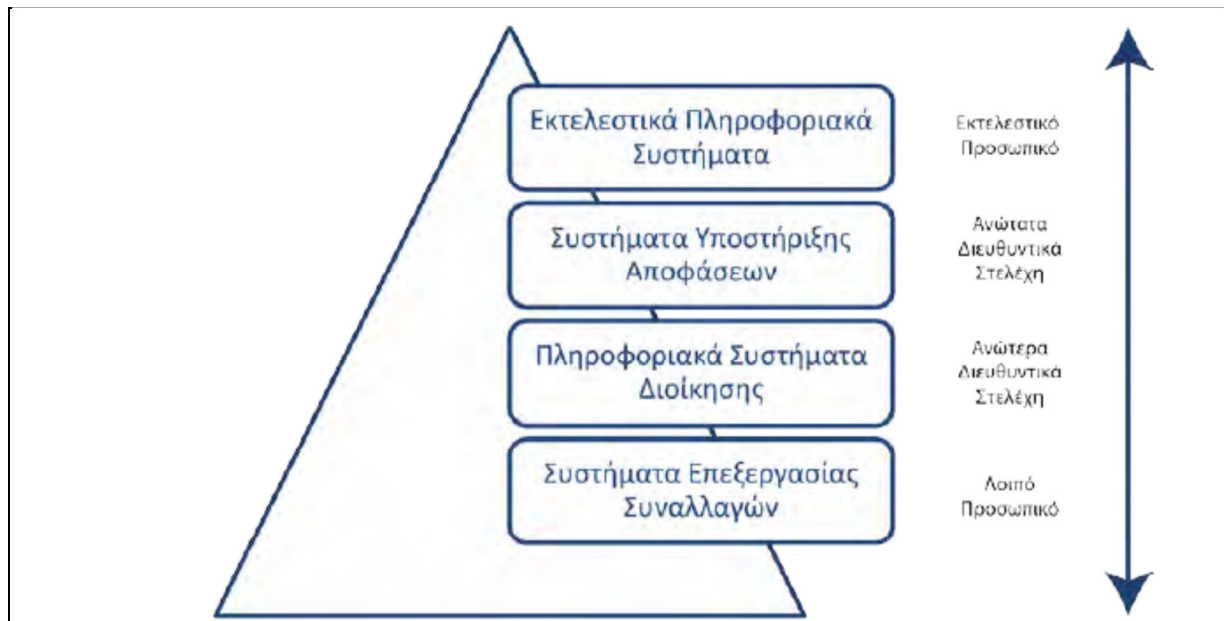 Εκτελεστικά Πληροφοριακά
Συστήματα
Εκτελεστικό
Προσωπικό
Συστήματα Υποστήριξης
Αποφάσεων
Ανώτατα
Διευθυντικά
Στελέχη
Πληροφοριακά Συστήματα
Διοίκησης
Ανώτερα
Διευθυντικά
Στελέχη
Συστήματα Επεξεργασίας
Συναλλαγών
Λοιπό
Προσωπικό